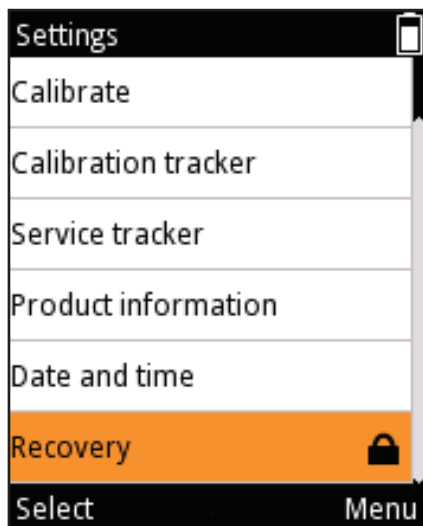 Settings
Calibrate
Calibration tracker
Service tracker
Product information
Date and time
Recovery
Select Menu